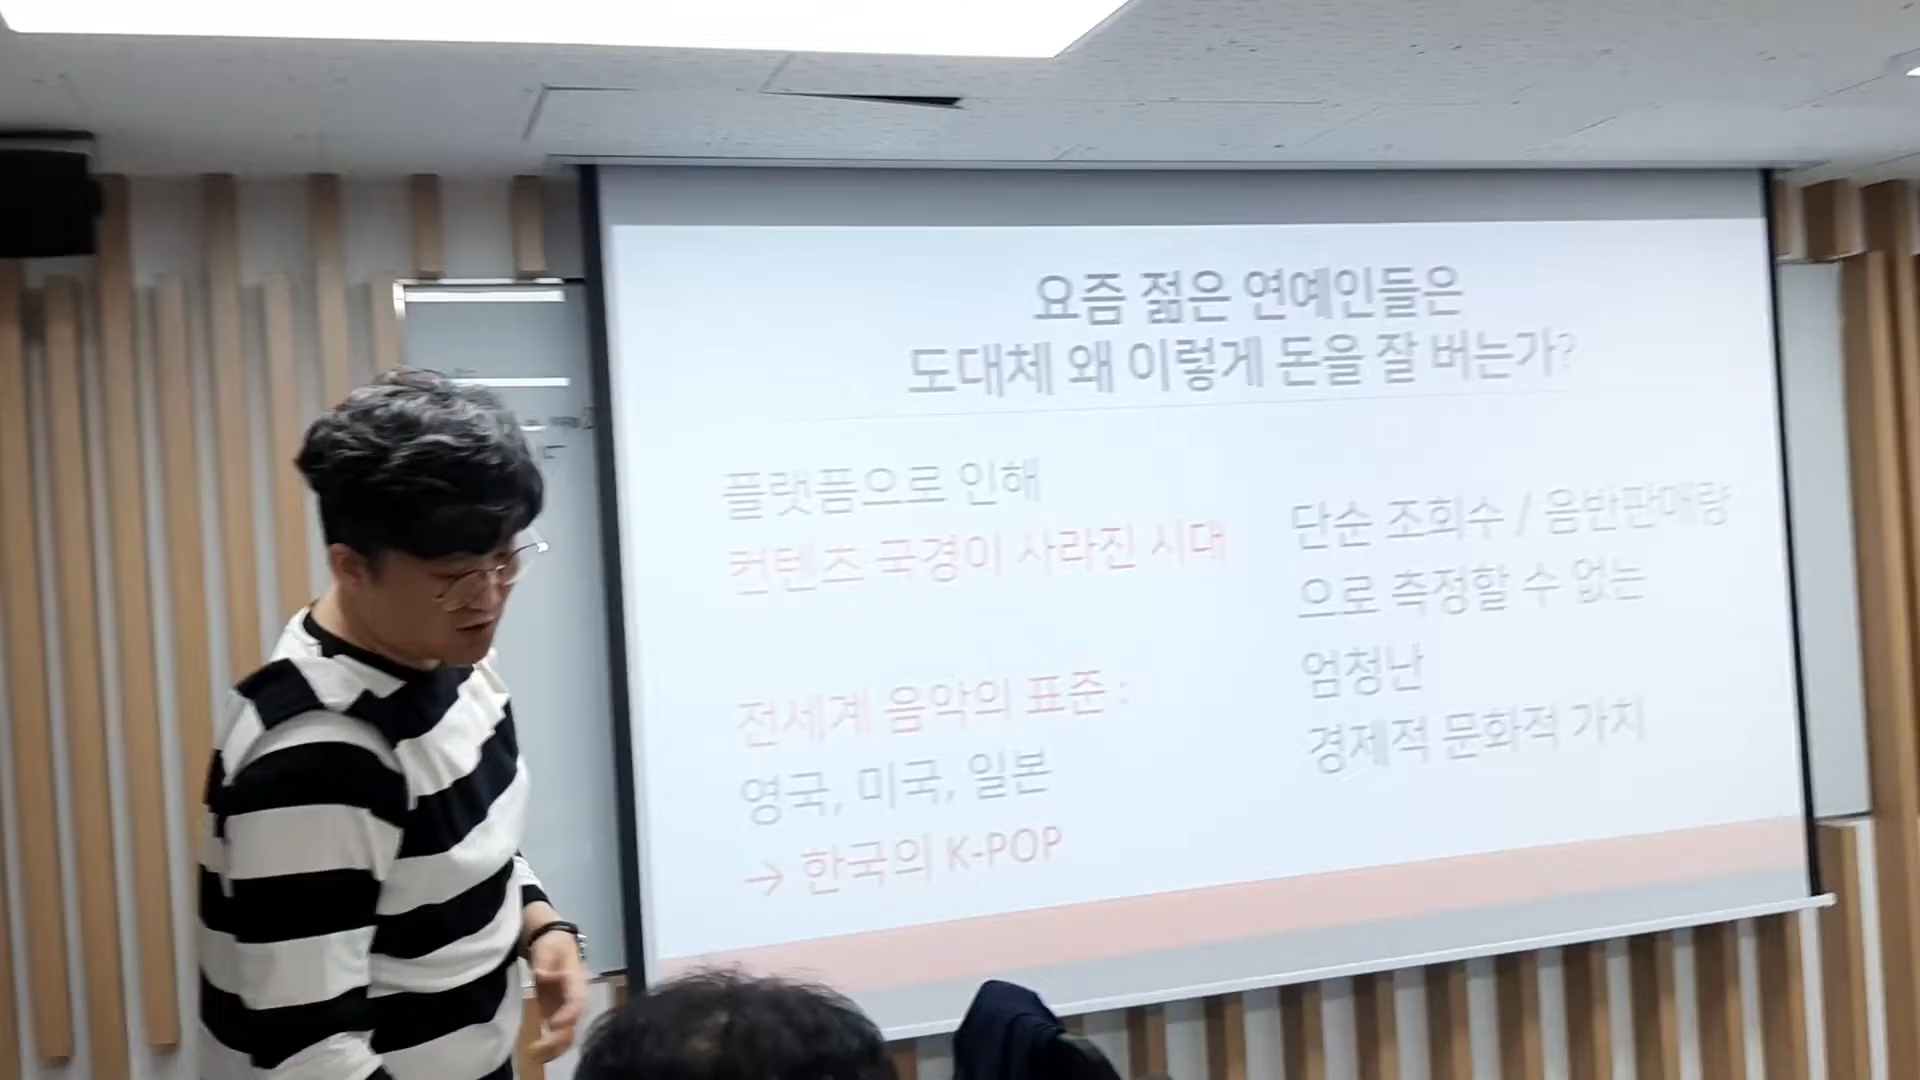 요즘 젊은 연예인들은
도대체 왜 이렇게 돈을 잘 버는가?
플랫폼으로 인해
컨텐츠 국경이 사라진 시대
전세계 음악의 표준 :
영국, 미국, 일본
→ 한국의 K-POP
단순 조회수 / 음반판매량
으로 측정할 수 없는
엄청난
경제적 문화적 가치